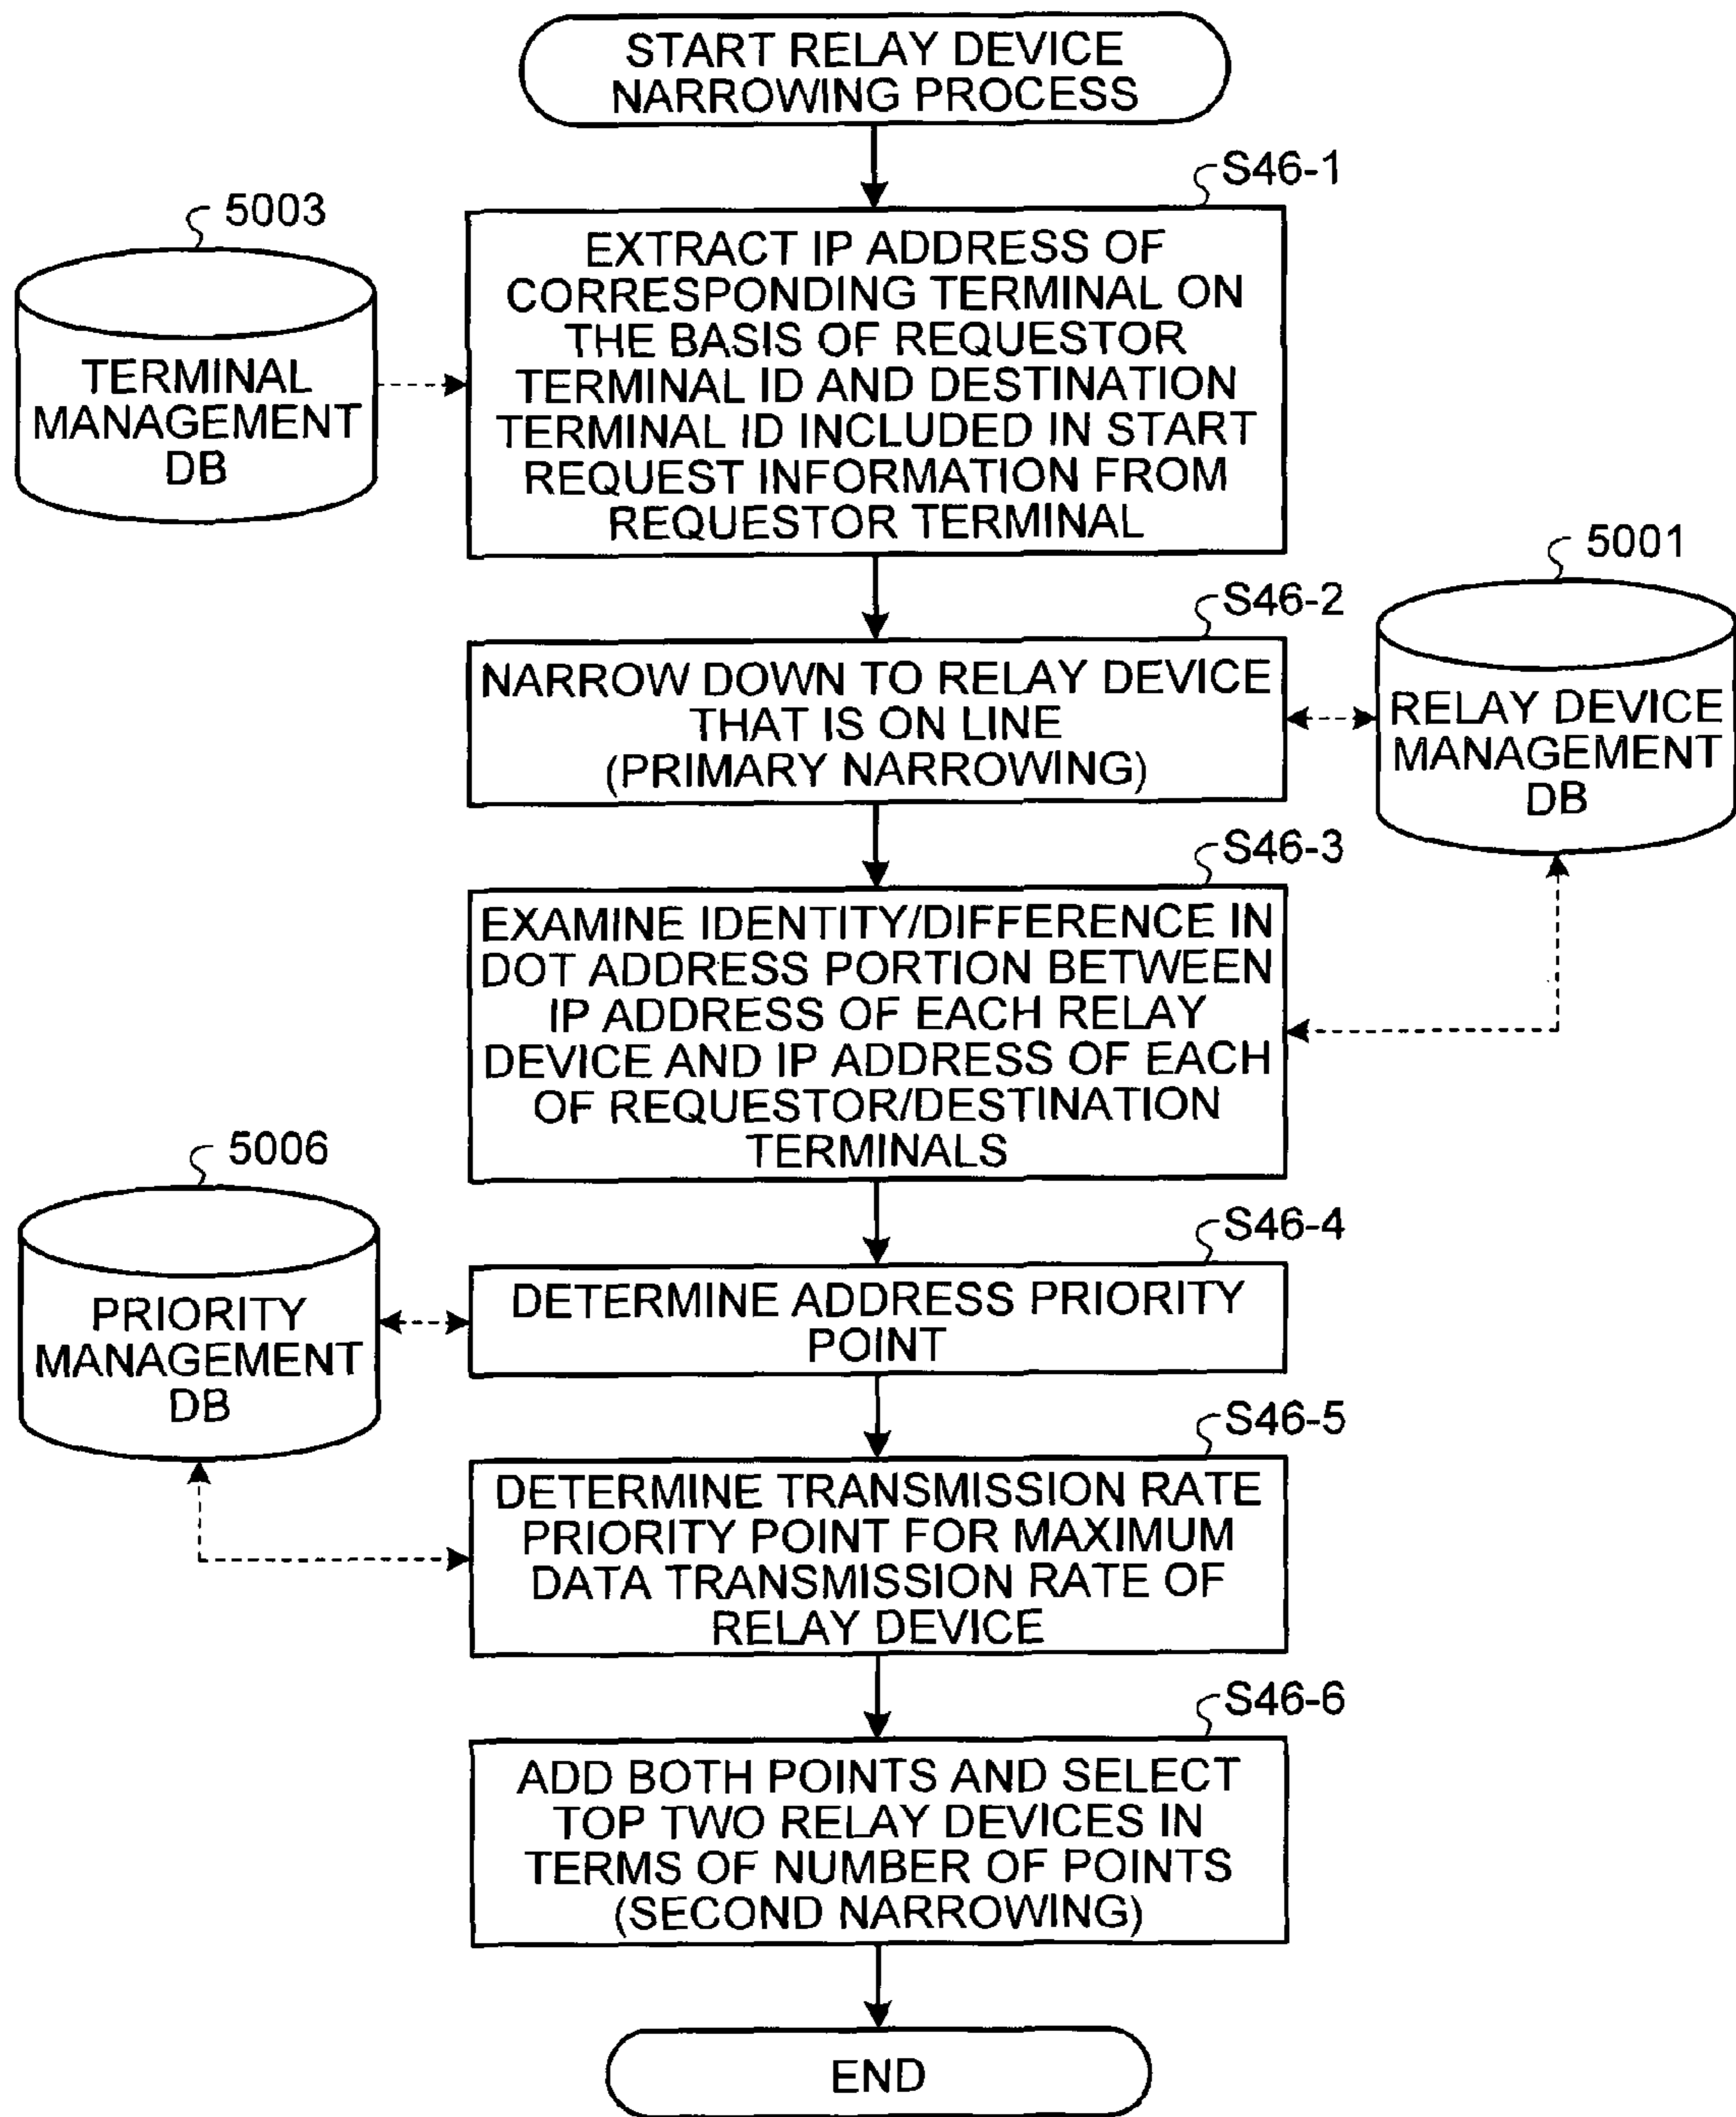 START RELAY DEVICE
NARROWING PROCESS
S46-1
5003
EXTRACT IP ADDRESS OF
CORRESPONDING TERMINAL ON
THE BASIS OF REQUESTOR
TERMINAL ID AND DESTINATION
TERMINAL ID INCLUDED IN START
REQUEST INFORMATION FROM
REQUESTOR TERMINAL
TERMINAL
MANAGEMENT
DB
5001
S46-2
NARROW DOWN TO RELAY DEVICE
THAT IS ON LINE
(PRIMARY NARROWING)
RELAY DEVICE
MANAGEMENT
DB
S46-3
EXAMINE IDENTITY/DIFFERENCE IN
DOT ADDRESS PORTION BETWEEN
IP ADDRESS OF EACH RELAY
DEVICE AND IP ADDRESS OF EACH
OF REQUESTOR/DESTINATION
TERMINALS
5006
S46-4
DETERMINE ADDRESS PRIORITY
POINT
PRIORITY
MANAGEMENT
DB
S46-5
DETERMINE TRANSMISSION RATE
PRIORITY POINT FOR MAXIMUM
DATA TRANSMISSION RATE OF
RELAY DEVICE
S46-6
ADD BOTH POINTS AND SELECT
TOP TWO RELAY DEVICES IN
TERMS OF NUMBER OF POINTS
(SECOND NARROWING)
END